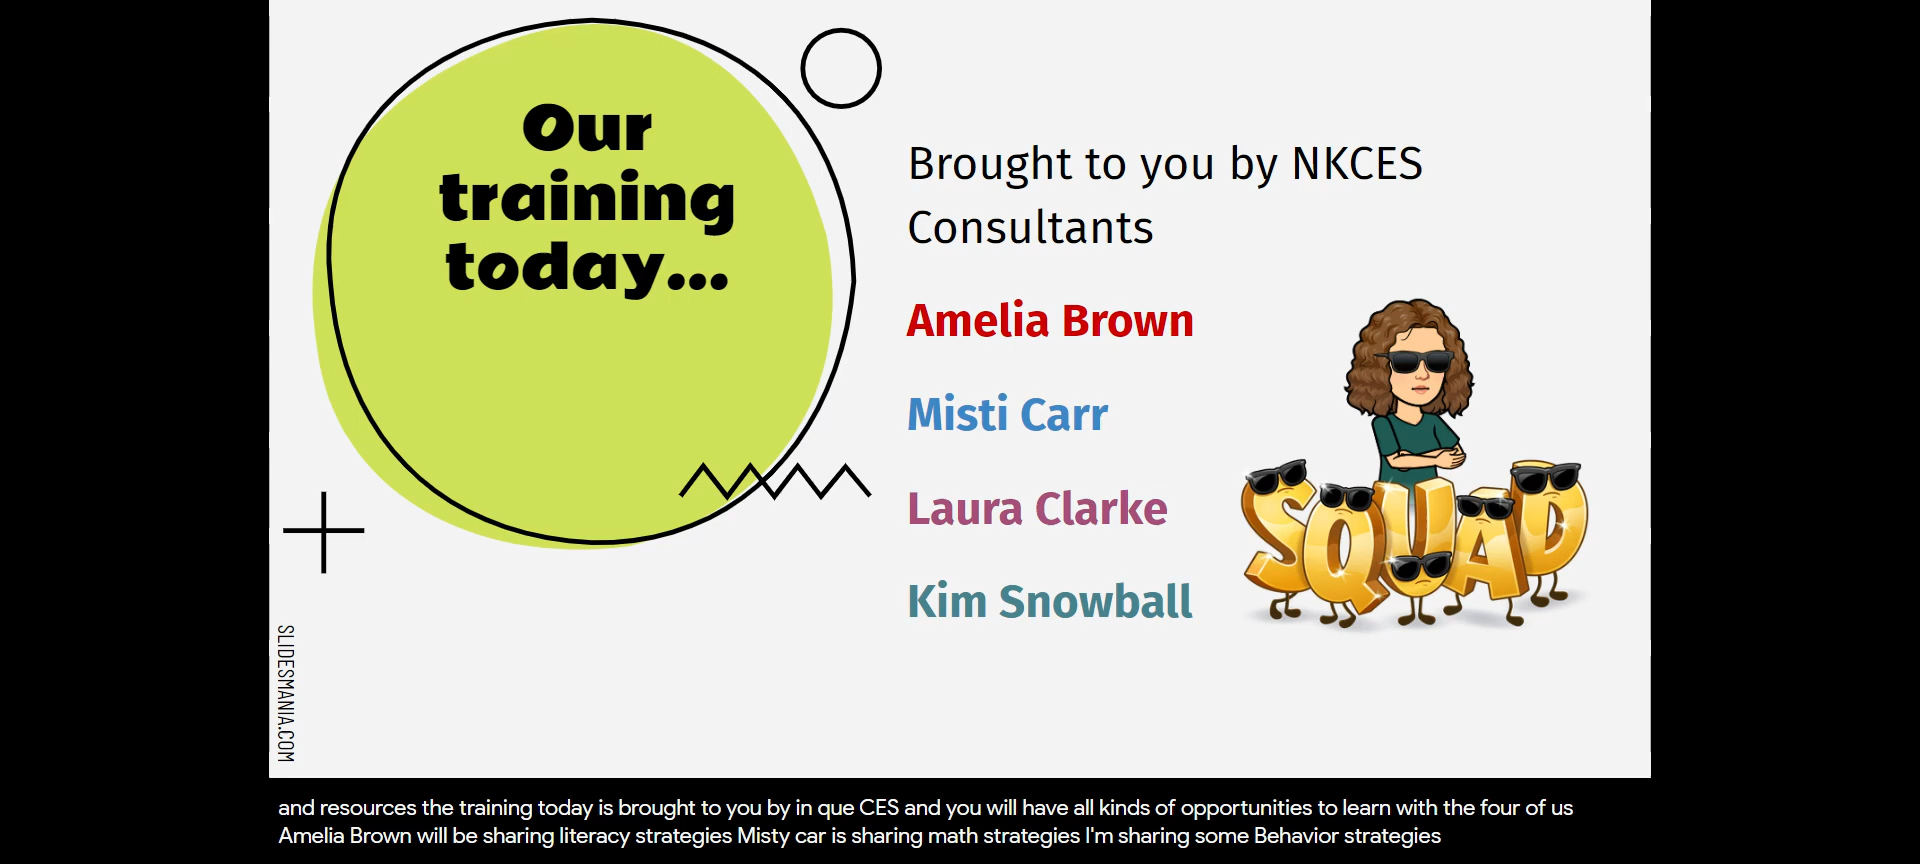 Our
training
today...
Brought to you by NKCES
Consultants
Amelia Brown
Misti Carr
Laura Clarke
Kim Snowball
SQUAD
SLIDESMANIA.COM
and resources the training today is brought to you by in que CES and you will have all kinds of opportunities to learn with the four of us
Amelia Brown will be sharing literacy strategies Misty car is sharing math strategies I'm sharing some Behavior strategies